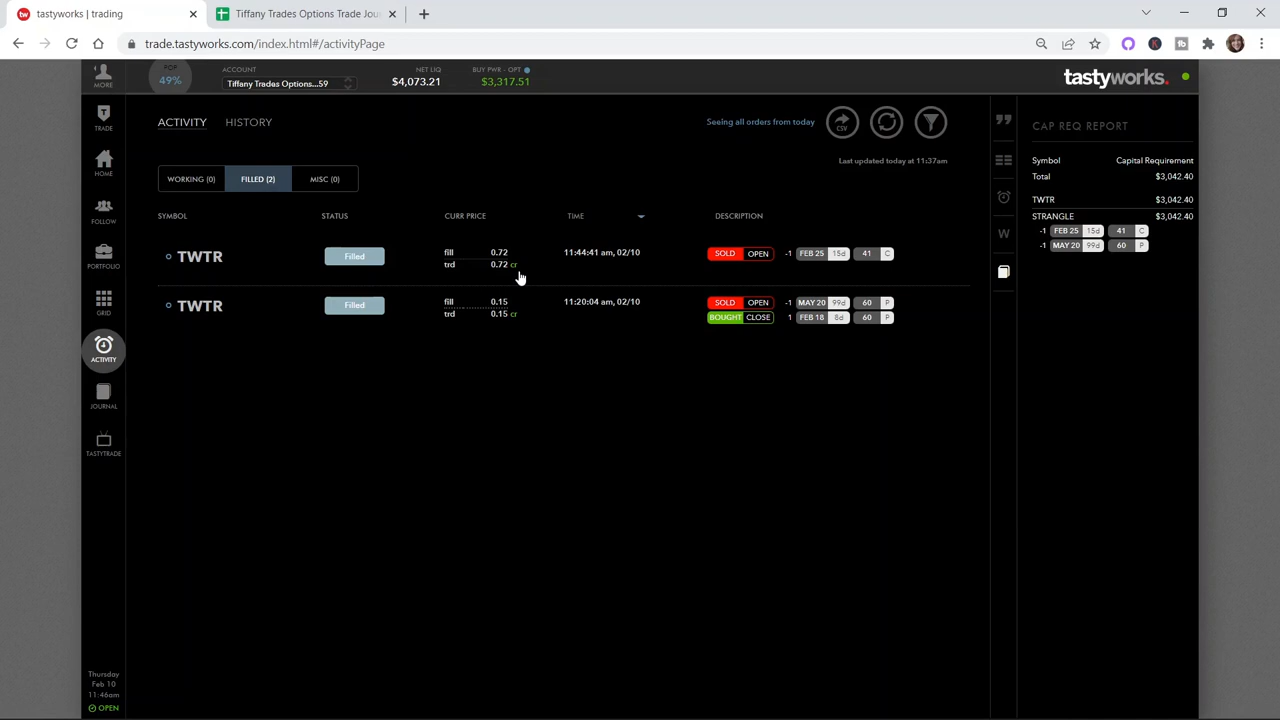 tastyworks | trading
Tiffany Trades Options Trade Jou
trade.tastyworks.com/index.html#/activityPage
MORE
POP
49%
ACCOUNT
Tiffany Trades Options...59
NET LIQ
$4,073.21
BUY PWR - OPT
$3,317.51
tastyworks.
TRADE
HOME
FOLLOW
PORTFOLIO
GRID
ACTIVITY
JOURNAL
TASTYTRADE
Thursday
Feb 10
11:46am
OPEN
ACTIVITY HISTORY
Seeing all orders from today
CSV
Last updated today at 11:37am
WORKING (0) FILLED (2) MISC (0)
SYMBOL STATUS CURR PRICE TIME DESCRIPTION
TWTR Filled fill 0.72 11:44:41 am, 02/10 SOLD OPEN -1 FEB 25 15d 41 C
trd 0.72 cr
TWTR Filled fill 0.15 11:20:04 am, 02/10 SOLD OPEN -1 MAY 20 99d 60 P
trd 0.15 cr BOUGHT CLOSE 1 FEB 18 8d 60 P
W
CAP REQ REPORT
Symbol Capital Requirement
Total $3,042.40
TWTR $3,042.40
STRANGLE $3,042.40
-1 FEB 25 15d 41 C
-1 MAY 20 99d 60 P